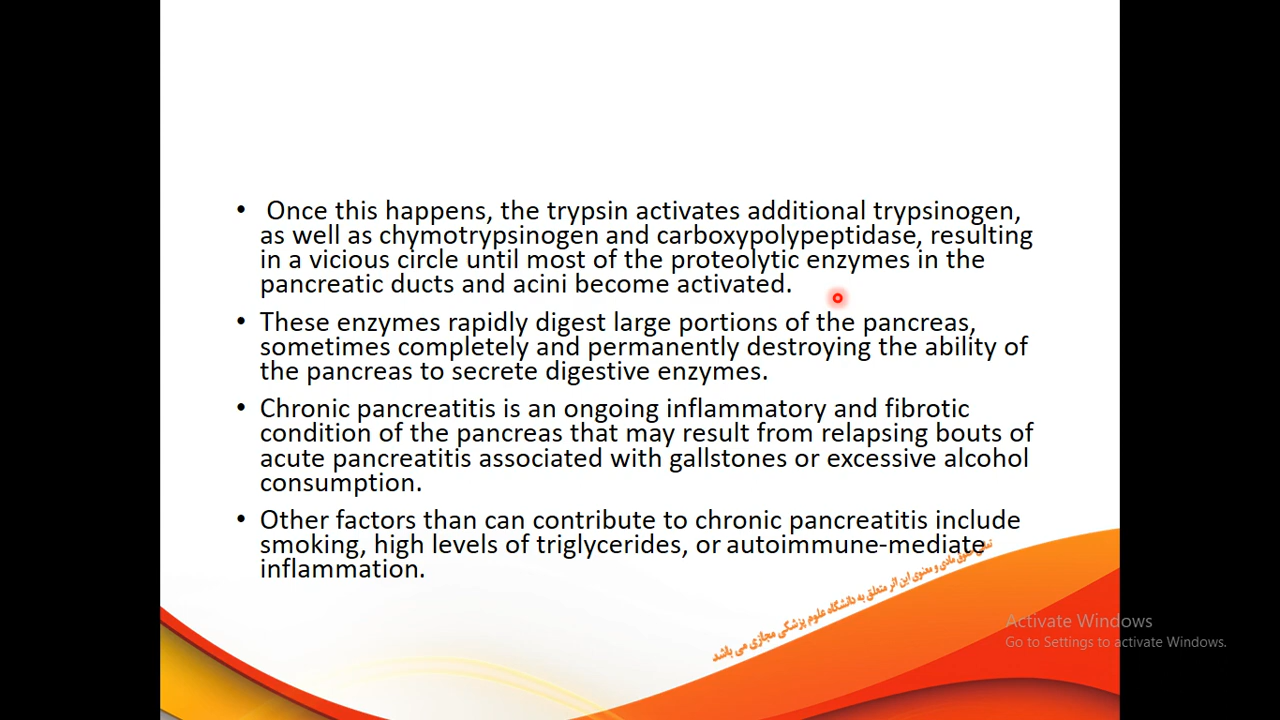 • Once this happens, the trypsin activates additional trypsinogen,
as well as chymotrypsinogen and carboxypolypeptidase, resulting
in a vicious circle until most of the proteolytic enzymes in the
pancreatic ducts and acini become activated.
• These enzymes rapidly digest large portions of the pancreas,
sometimes completely and permanently destroying the ability of
the pancreas to secrete digestive enzymes.
• Chronic pancreatitis is an ongoing inflammatory and fibrotic
condition of the pancreas that may result from relapsing bouts of
acute pancreatitis associated with gallstones or excessive alcohol
consumption.
• Other factors than can contribute to chronic pancreatitis include
smoking, high levels of triglycerides, or autoimmune-mediate
inflammation.
تمامی حقوق مادی و معنوی این اثر متعلق به دانشگاه علوم پزشکی مجازی می باشد
Activate Windows
Go to Settings to activate Windows.